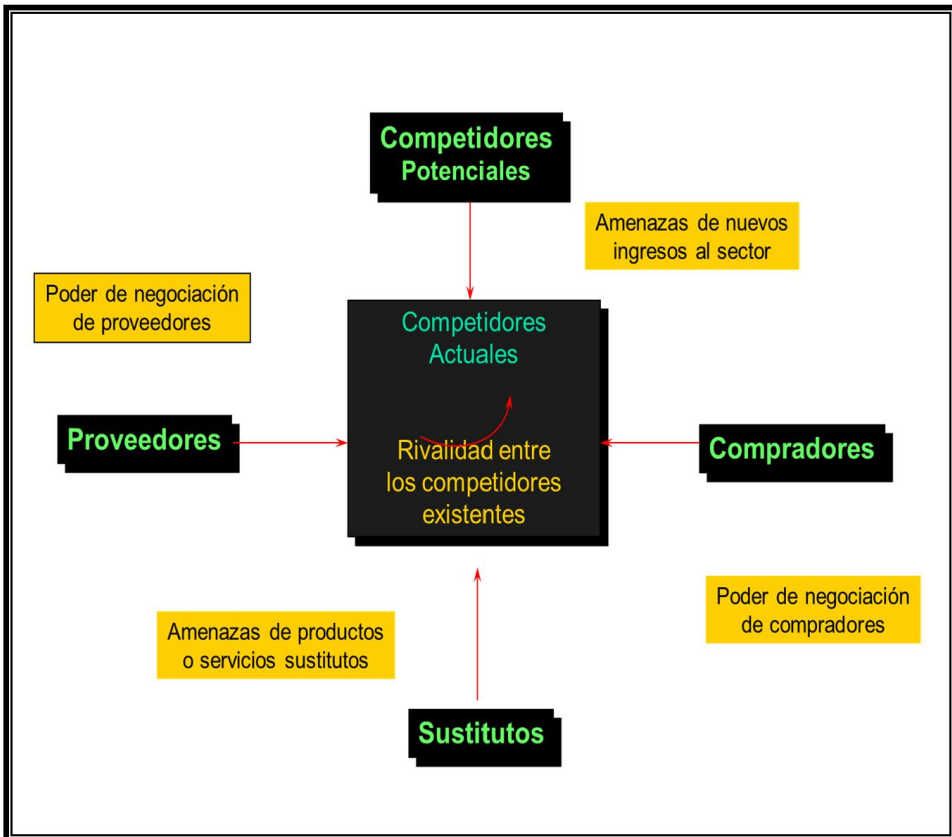 Competidores
Potenciales
Amenazas de nuevos
ingresos al sector
Poder de negociación
de proveedores
Competidores
Actuales
Proveedores
Rivalidad entre
los competidores
existentes
Compradores
Poder de negociación
de compradores
Amenazas de productos
o servicios sustitutos
Sustitutos